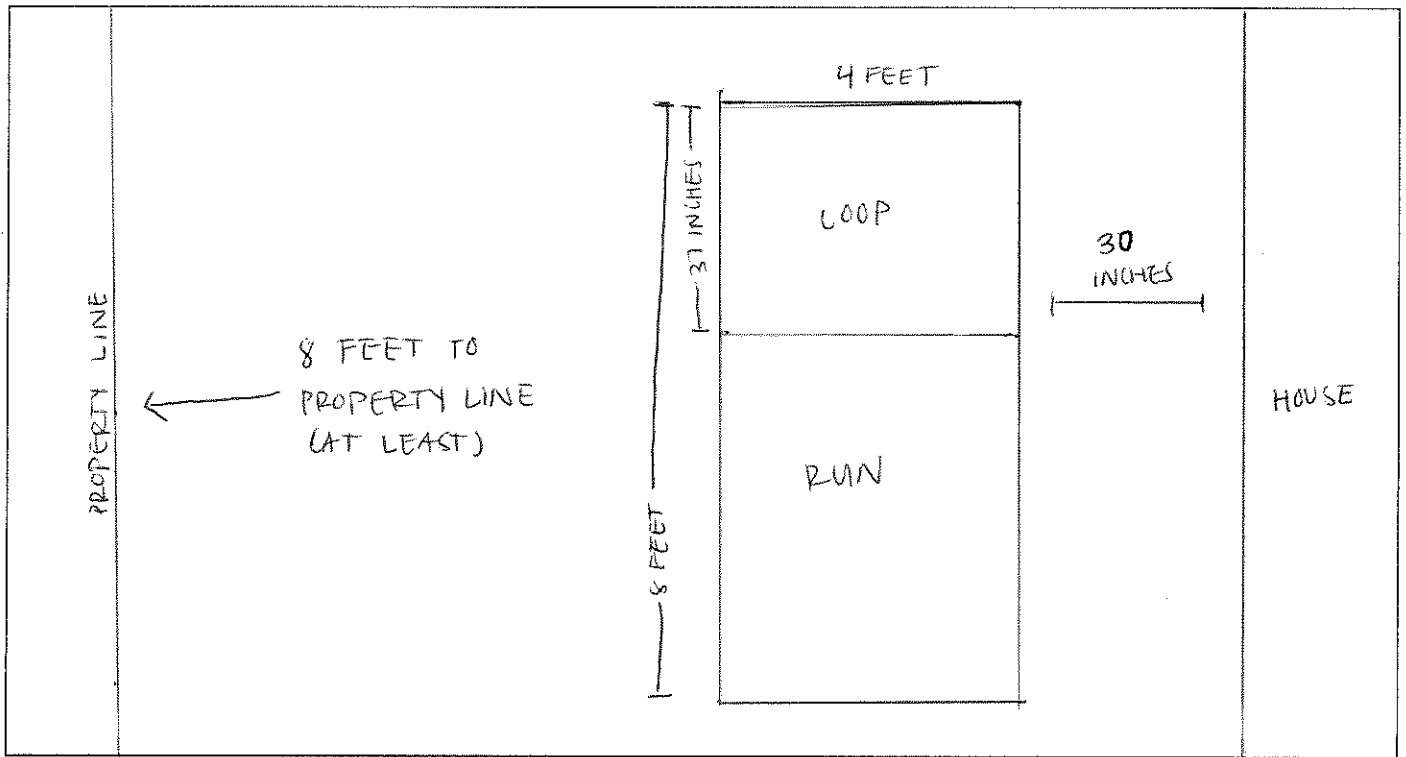 4 FEET
37 INCHES
LOOP
30
INCHES
PROPERTY LINE
8 FEET TO
PROPERTY LINE
(AT LEAST)
HOUSE
RUN
8 FEET